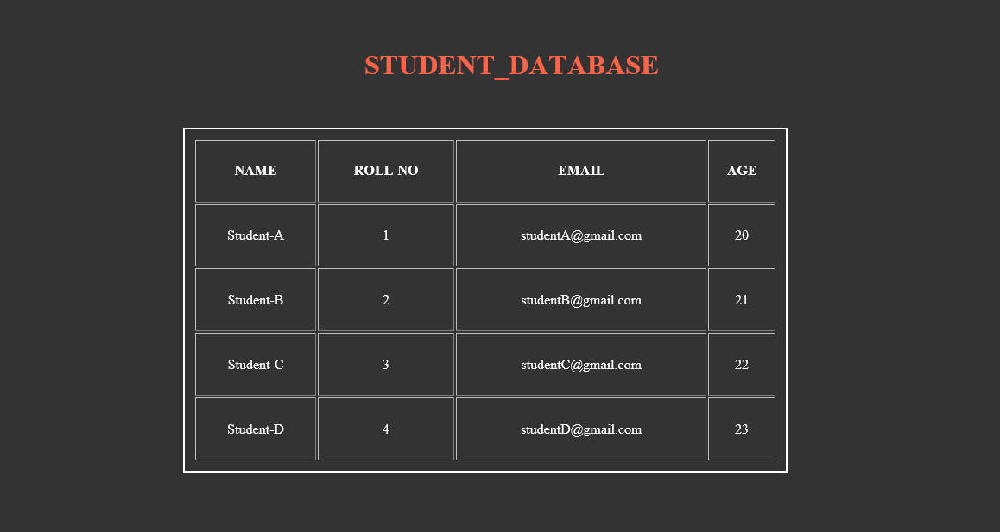 STUDENT_DATABASE
NAME ROLL-NO EMAIL AGE
Student-A 1 studentA@gmail.com 20
Student-B 2 studentB@gmail.com 21
Student-C 3 studentC@gmail.com 22
Student-D 4 studentD@gmail.com 23